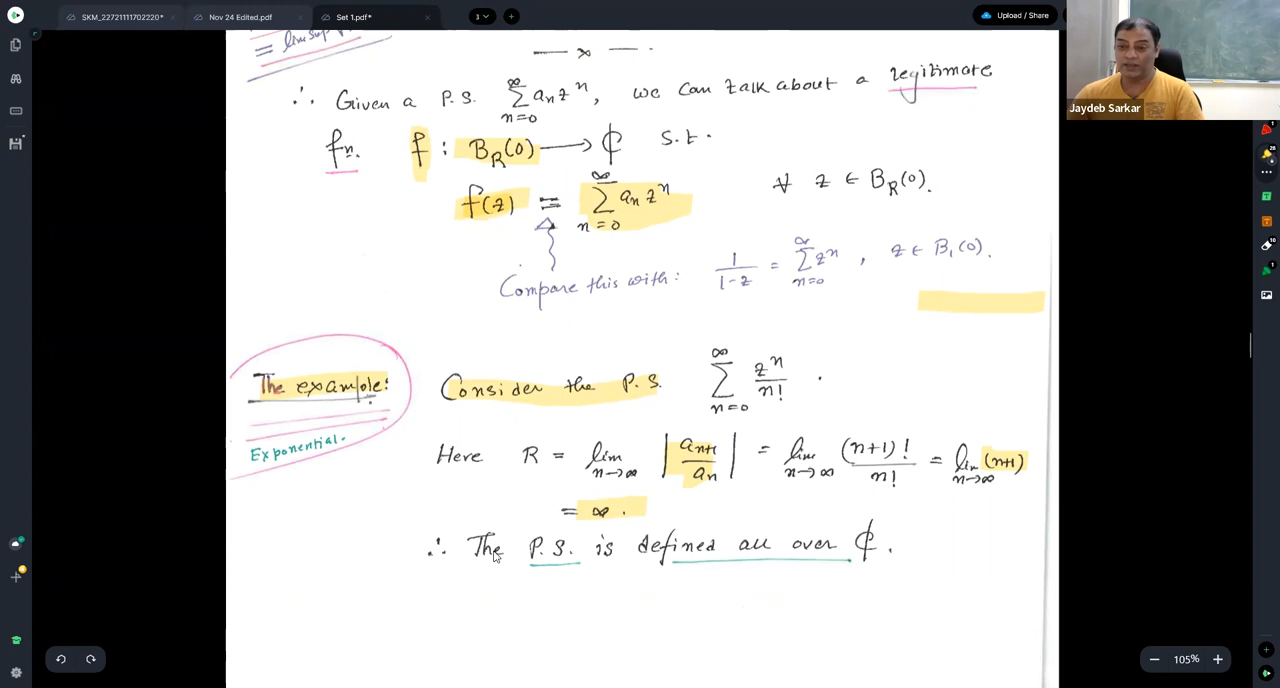 SKM_22721111702220*
Nov 24 Edited.pdf
Set 1.pdf*
3
Upload / Share
Jaydeb Sarkar
= limsup
∴ Given a P.S. ∑_{n=0}^{∞} a_n z^n, we can talk about a legitimate
fn. f : B_R(0) ⟶ ℂ s.t.
f(z) = ∑_{n=0}^{∞} a_n z^n ∀ z ∈ B_R(0).
Compare this with: 1/(1-z) = ∑_{n=0}^{∞} z^n, z ∈ B_1(0).
The example: Consider the P.S. ∑_{n=0}^{∞} z^n/n! .
Exponential.
Here R = lim_{n→∞} |a_{n+1}/a_n| = lim_{n→∞} (n+1)!/n! = lim_{n→∞} (n+1)
= ∞.
∴ The P.S. is defined all over ℂ.
105%